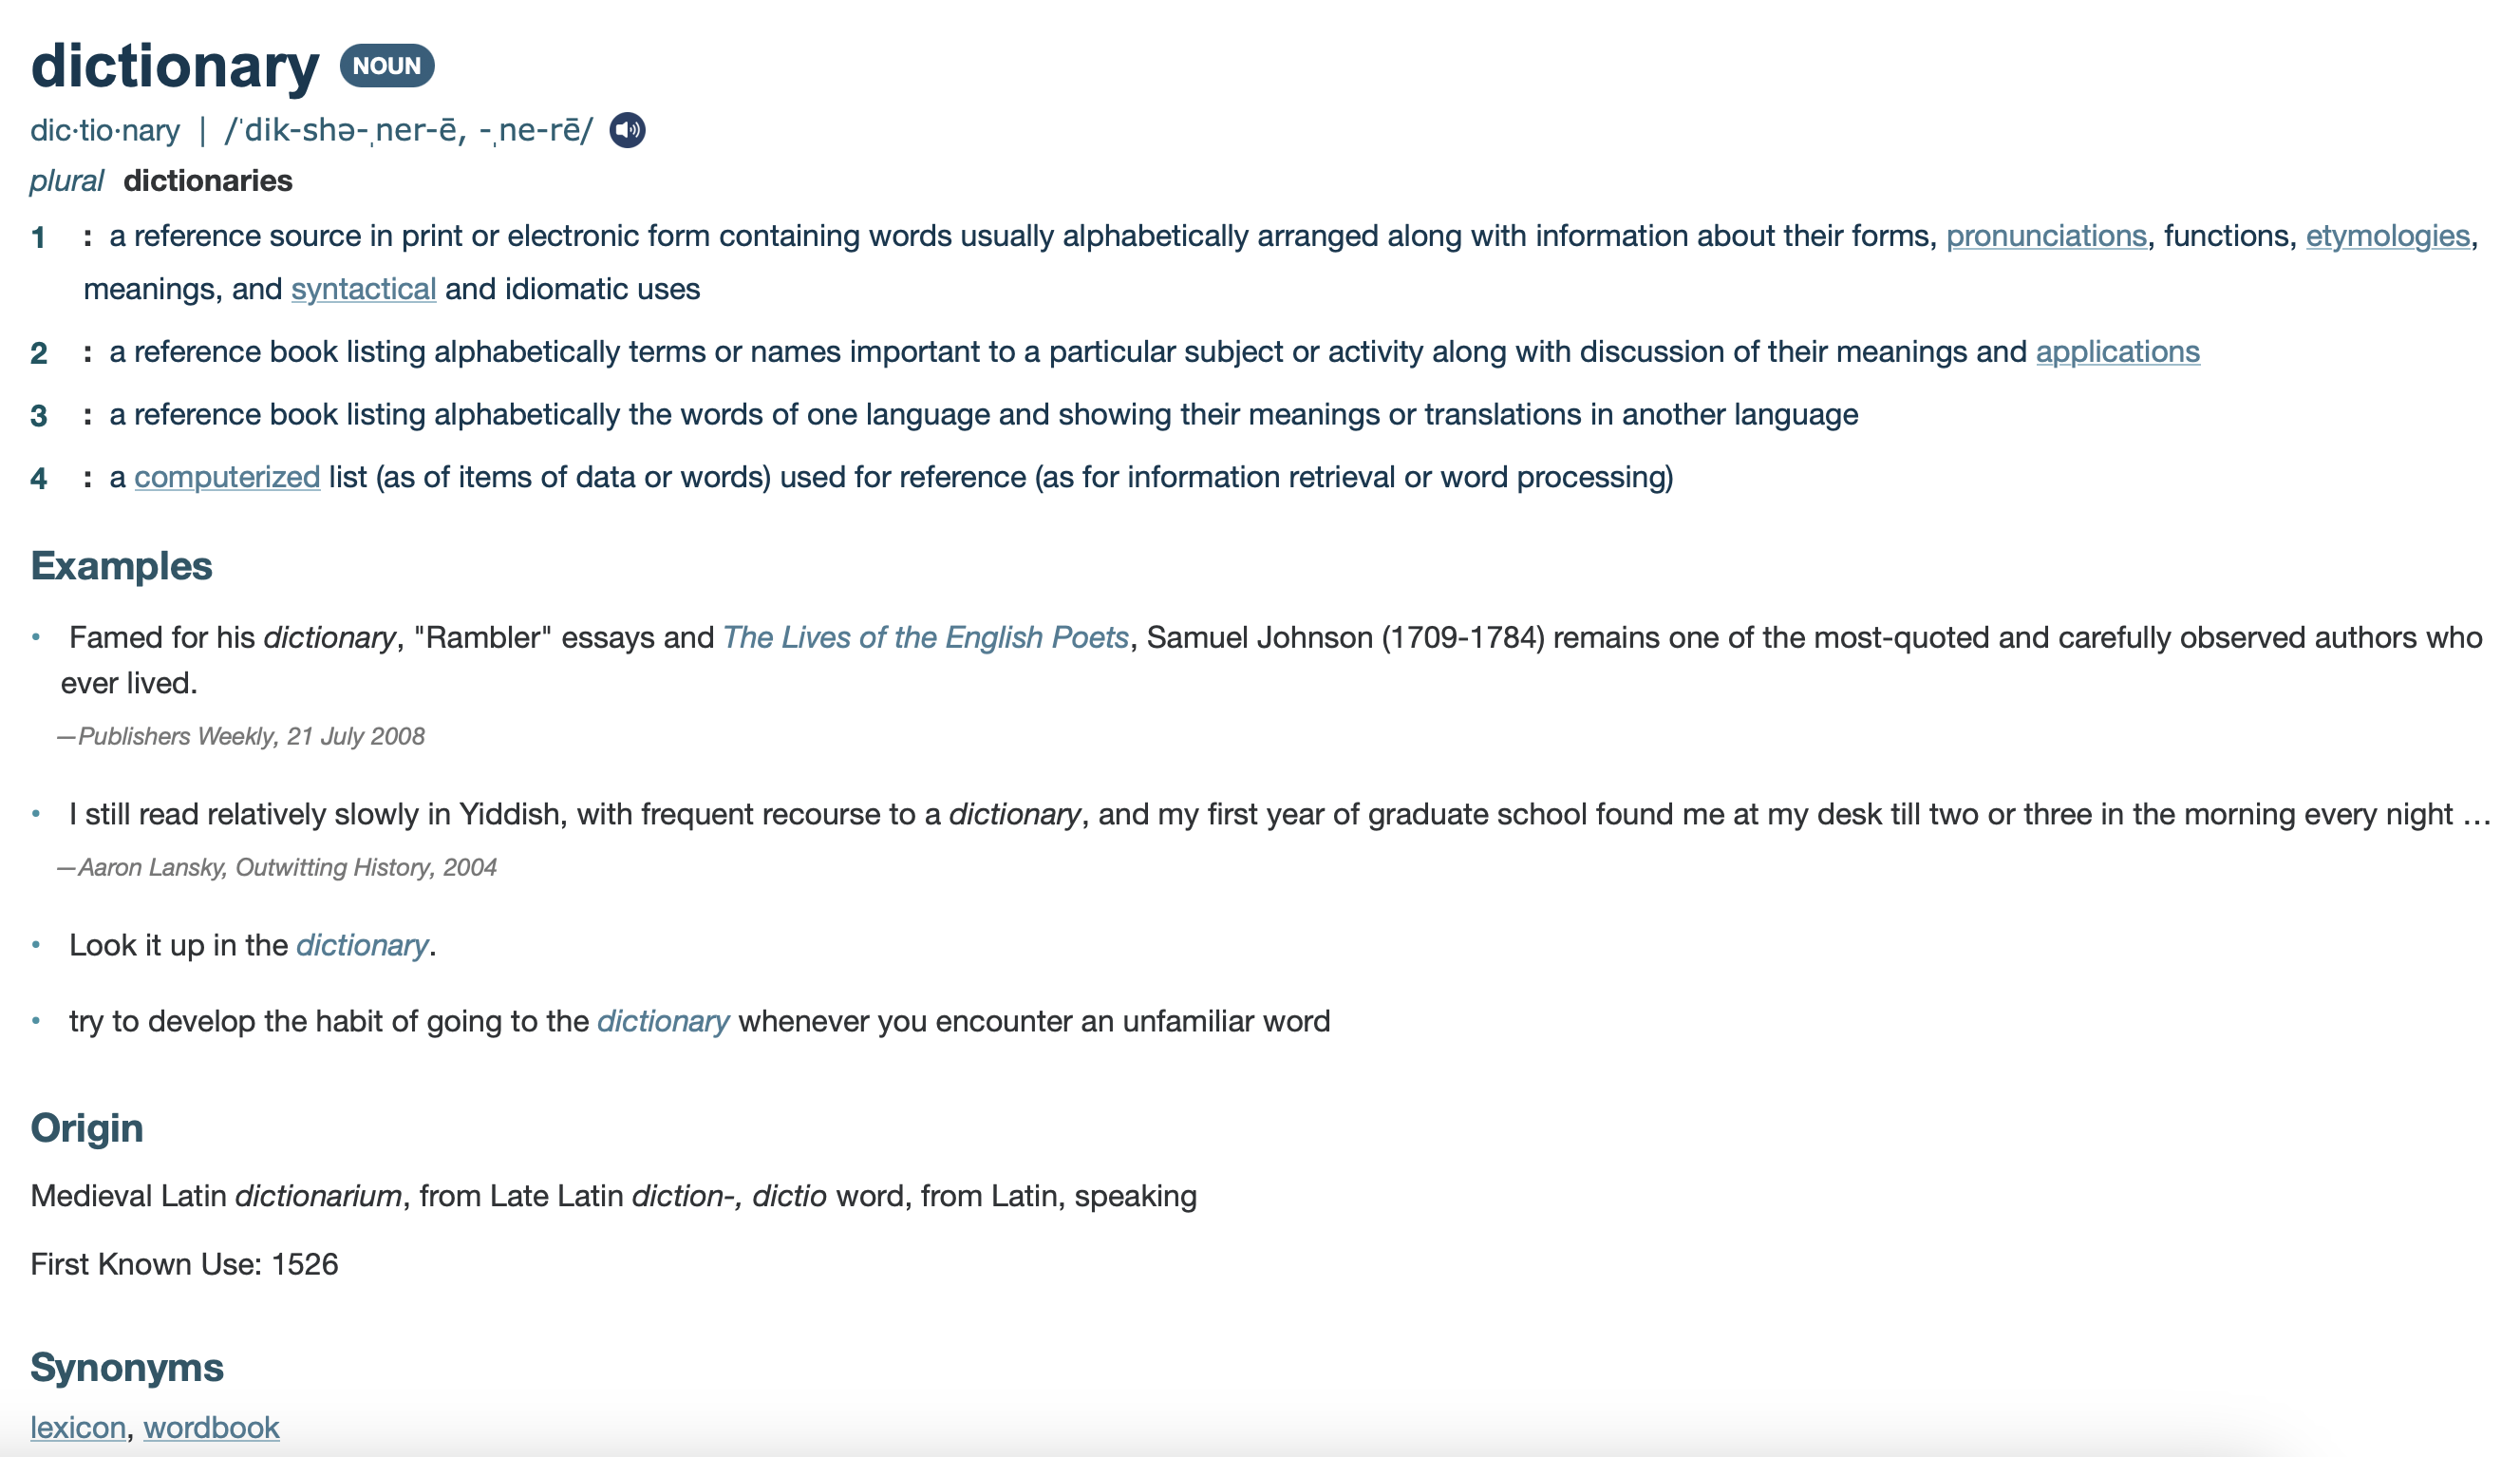 dictionary NOUN
dic·tio·nary | /ˈdik-shə-ˌner-ē, -ˌne-rē/
plural dictionaries
1 : a reference source in print or electronic form containing words usually alphabetically arranged along with information about their forms, pronunciations, functions, etymologies,
meanings, and syntactical and idiomatic uses
2 : a reference book listing alphabetically terms or names important to a particular subject or activity along with discussion of their meanings and applications
3 : a reference book listing alphabetically the words of one language and showing their meanings or translations in another language
4 : a computerized list (as of items of data or words) used for reference (as for information retrieval or word processing)
Examples
• Famed for his dictionary, "Rambler" essays and The Lives of the English Poets, Samuel Johnson (1709-1784) remains one of the most-quoted and carefully observed authors who
ever lived.
—Publishers Weekly, 21 July 2008
• I still read relatively slowly in Yiddish, with frequent recourse to a dictionary, and my first year of graduate school found me at my desk till two or three in the morning every night …
—Aaron Lansky, Outwitting History, 2004
• Look it up in the dictionary.
• try to develop the habit of going to the dictionary whenever you encounter an unfamiliar word
Origin
Medieval Latin dictionarium, from Late Latin diction-, dictio word, from Latin, speaking
First Known Use: 1526
Synonyms
lexicon, wordbook